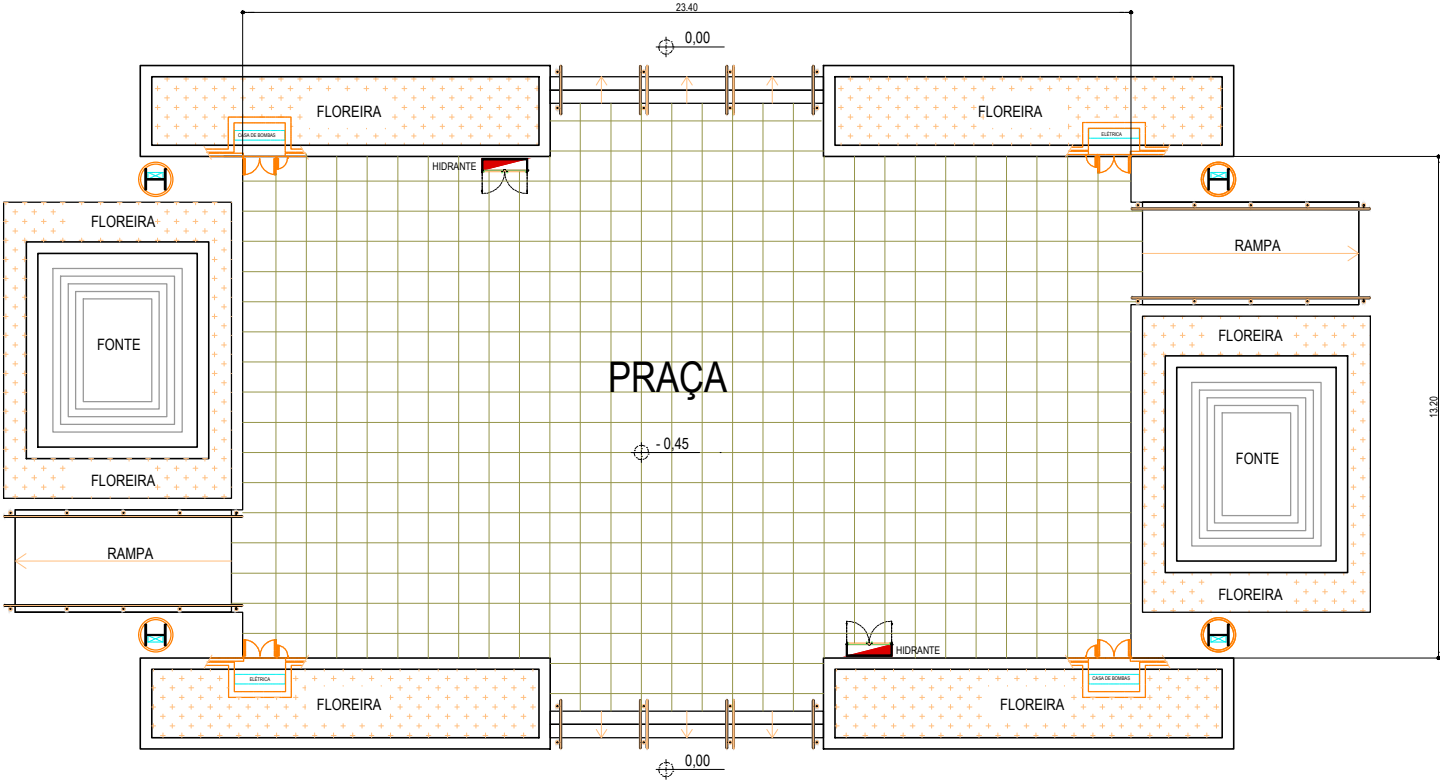 23.40
0,00
FLOREIRA
FLOREIRA
CASA DE BOMBAS
ELÉTRICA
HIDRANTE
FLOREIRA
RAMPA
FONTE
FLOREIRA
PRAÇA
13.20
- 0,45
FONTE
FLOREIRA
RAMPA
FLOREIRA
HIDRANTE
ELÉTRICA
CASA DE BOMBAS
FLOREIRA
FLOREIRA
0,00